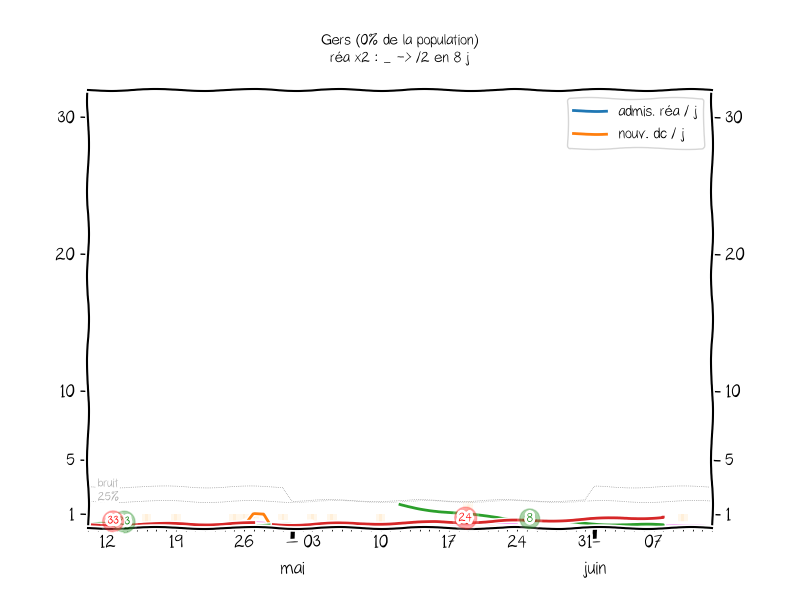 Gers (0% de la population)
réa x2 : _ -> /2 en 8 j
admis. réa / j
nouv. dc / j
30 30
20 20
10 10
5 5
bruit
25%
1 1
33 3 24 8
12 19 26 03 10 17 24 31 07
mai juin